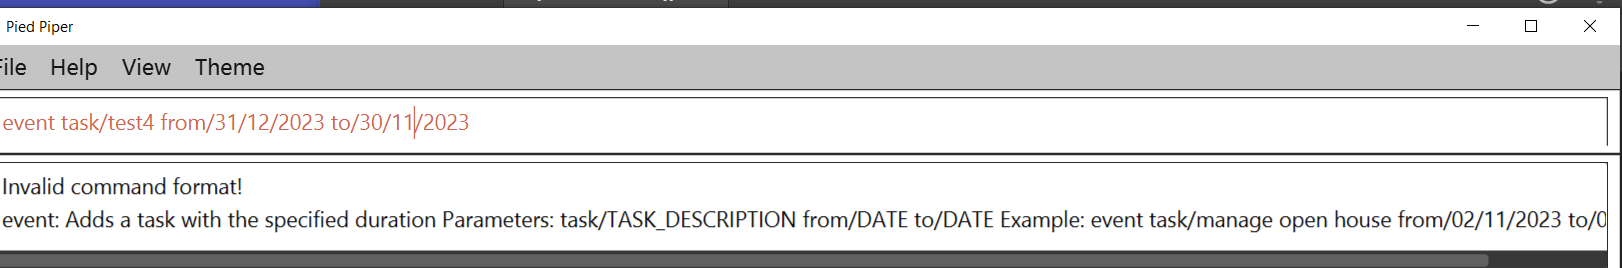 Pied Piper
File Help View Theme
event task/test4 from/31/12/2023 to/30/11/2023
Invalid command format!
event: Adds a task with the specified duration Parameters: task/TASK_DESCRIPTION from/DATE to/DATE Example: event task/manage open house from/02/11/2023 to/0